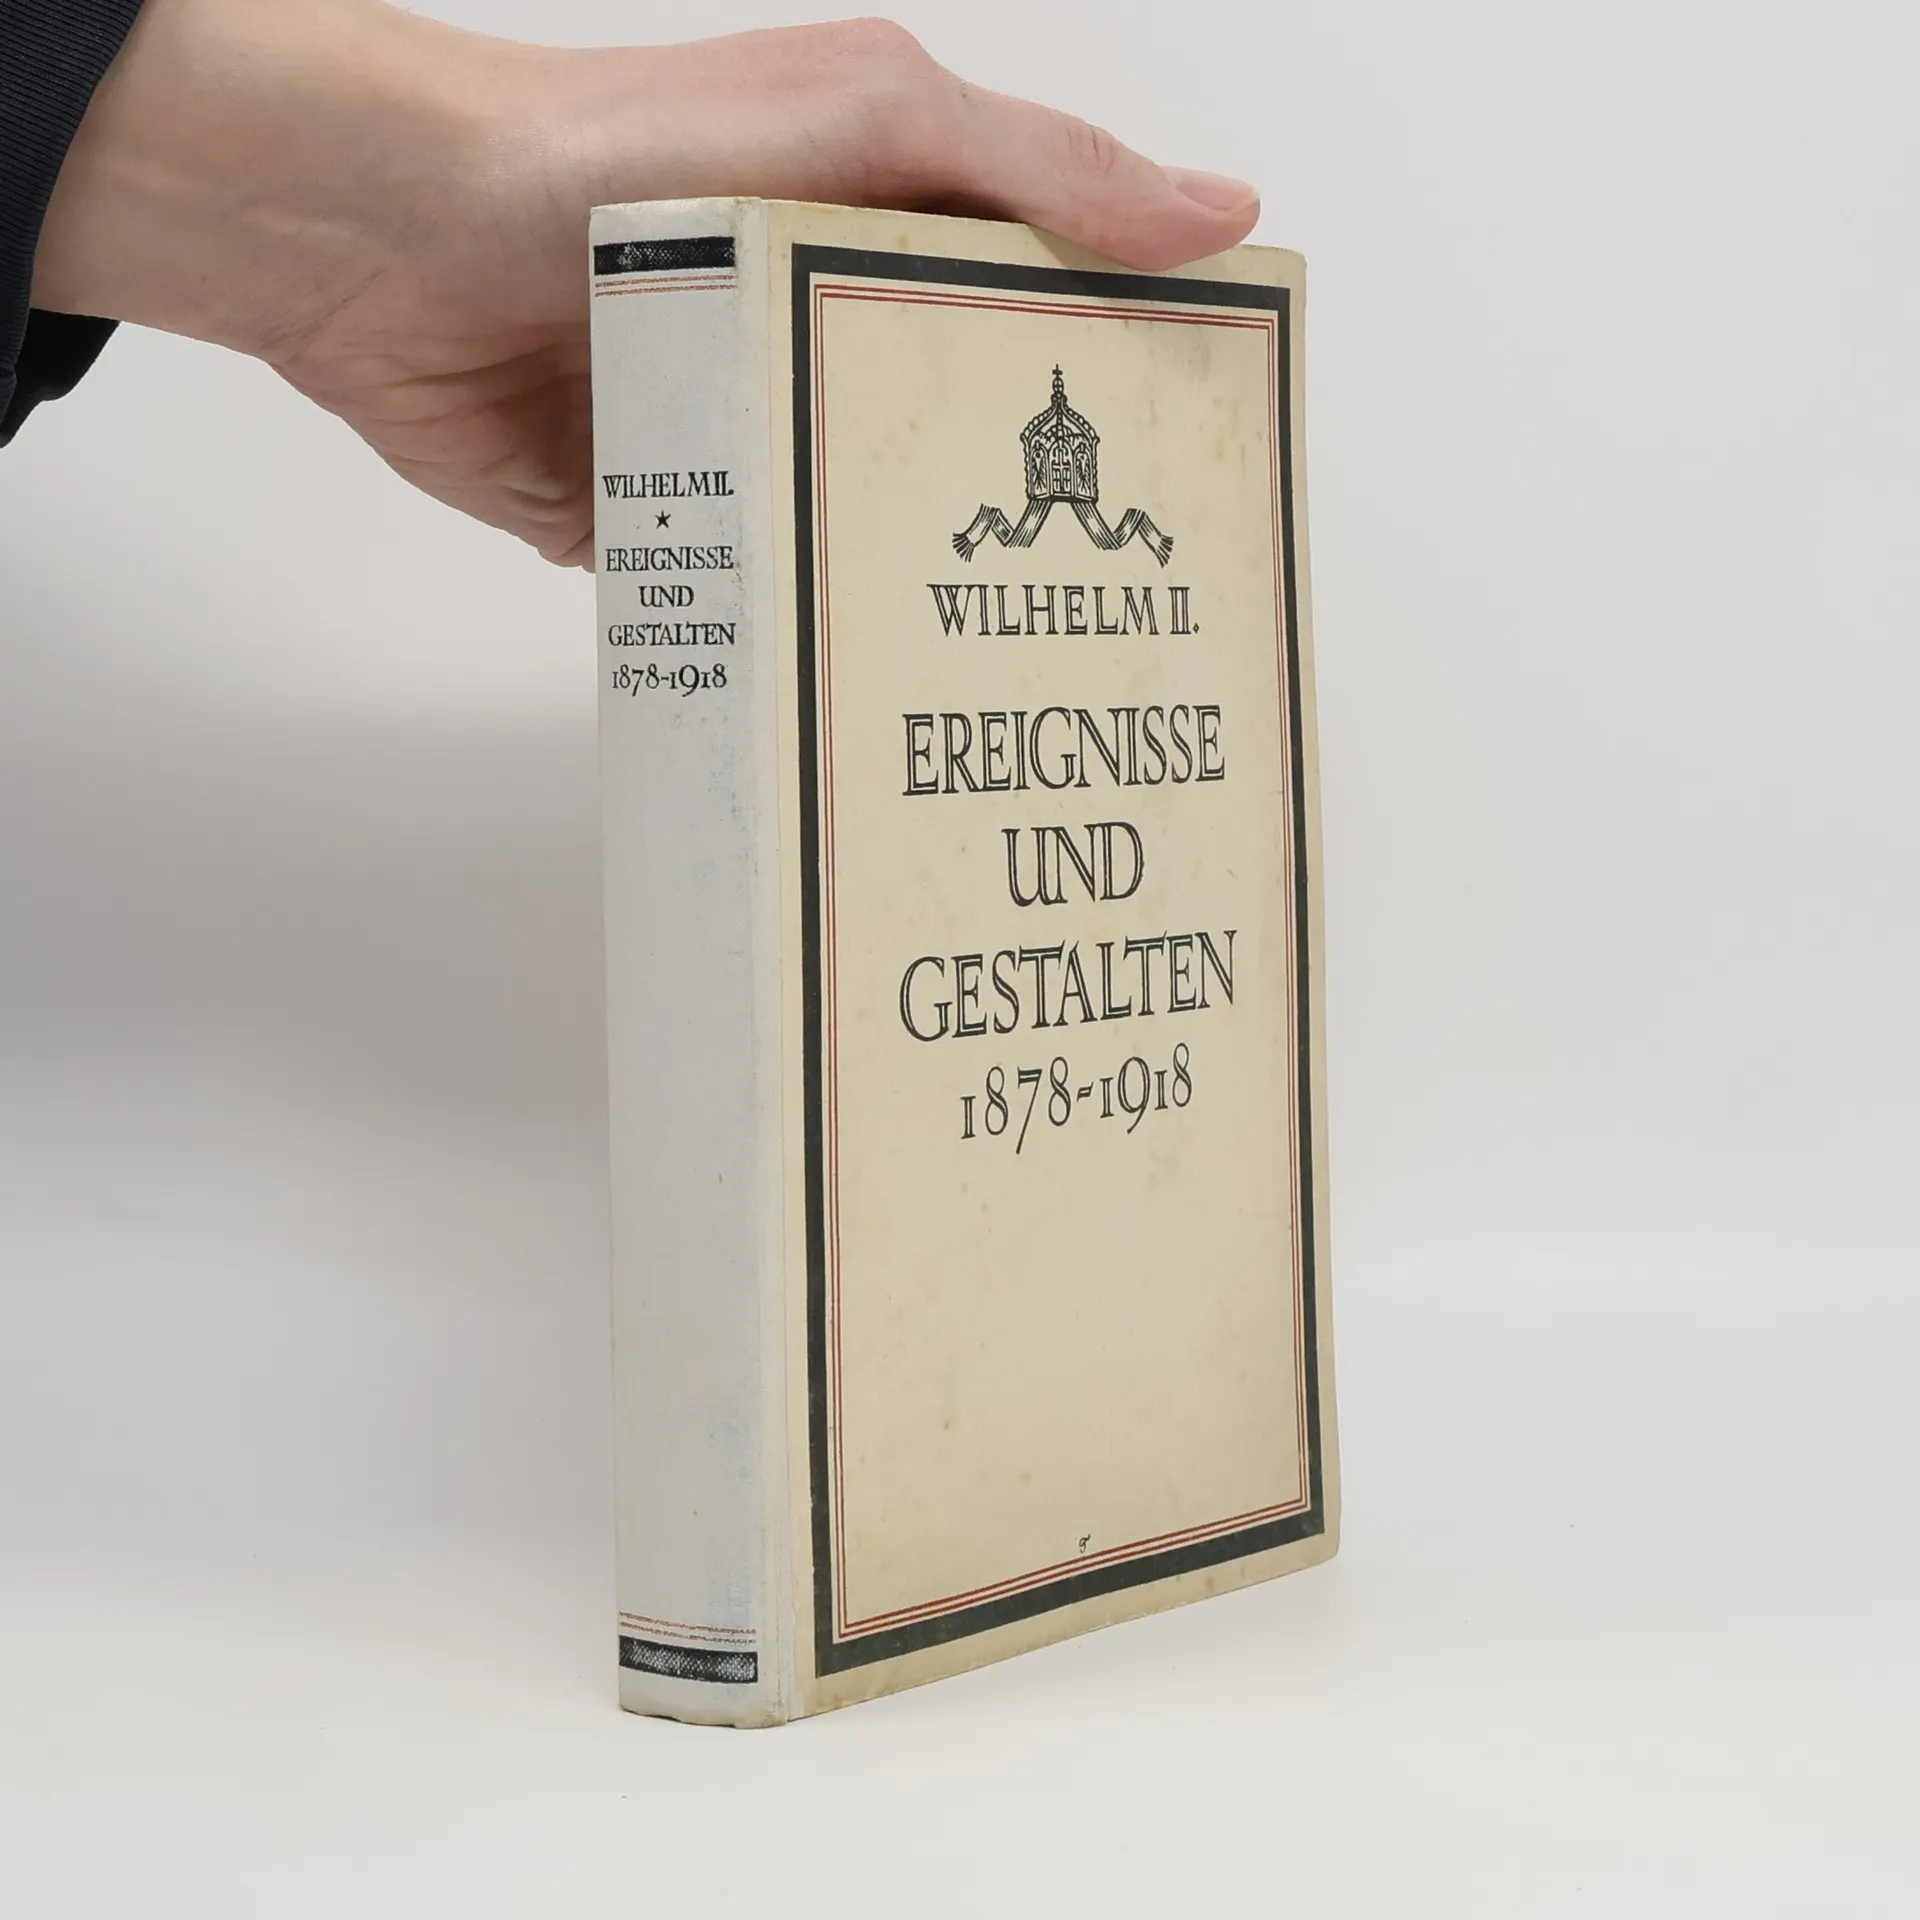 WILHELM II.
★
EREIGNISSE
UND
GESTALTEN
1878-1918
WILHELM II.
EREIGNISSE
UND
GESTALTEN
1878-1918